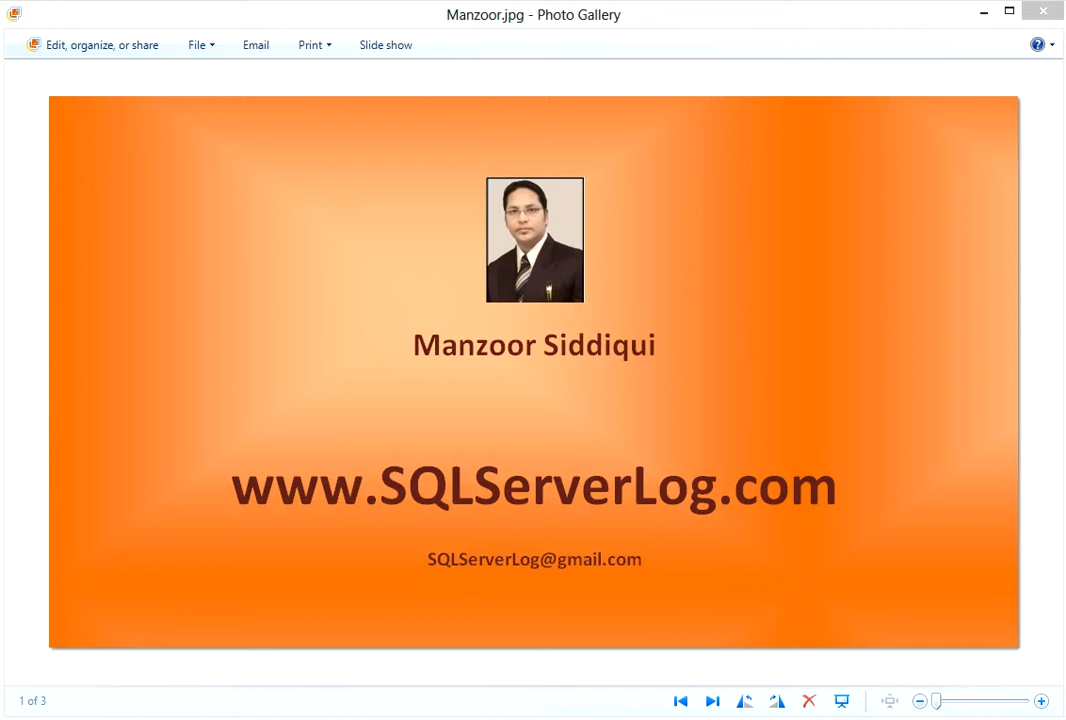 Manzoor.jpg - Photo Gallery
Edit, organize, or share File Email Print Slide show
Manzoor Siddiqui
www.SQLServerLog.com
SQLServerLog@gmail.com
1 of 3